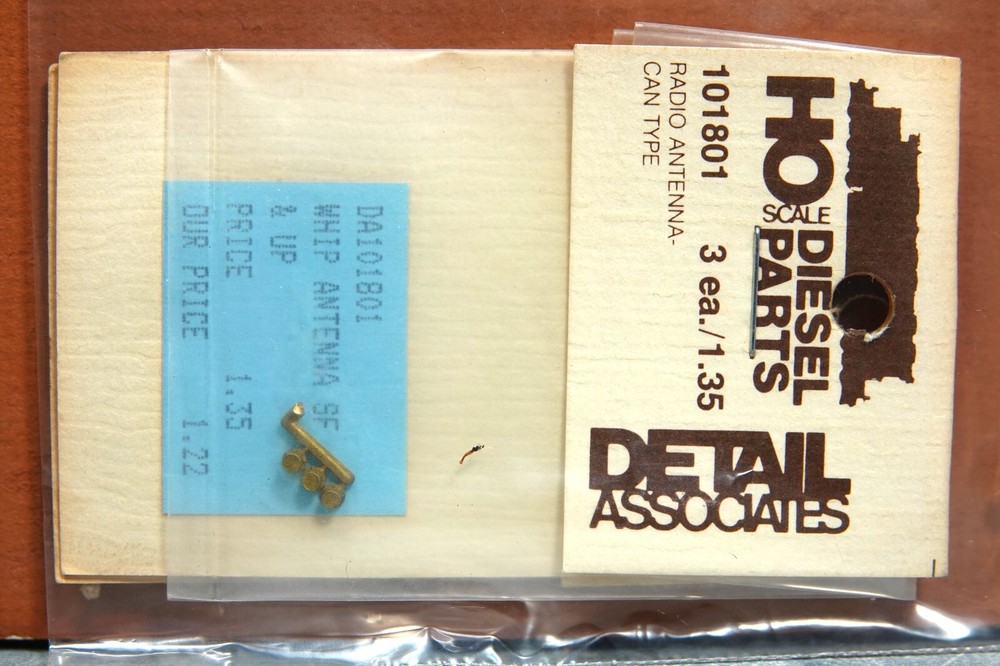 HO
SCALE
DIESEL
PARTS
101801 3 ea./1.35
RADIO ANTENNA-
CAN TYPE
DETAIL
ASSOCIATES
DA101801
WHIP ANTENNA SF
& UP
PRICE 1.35
OUR PRICE 1.22